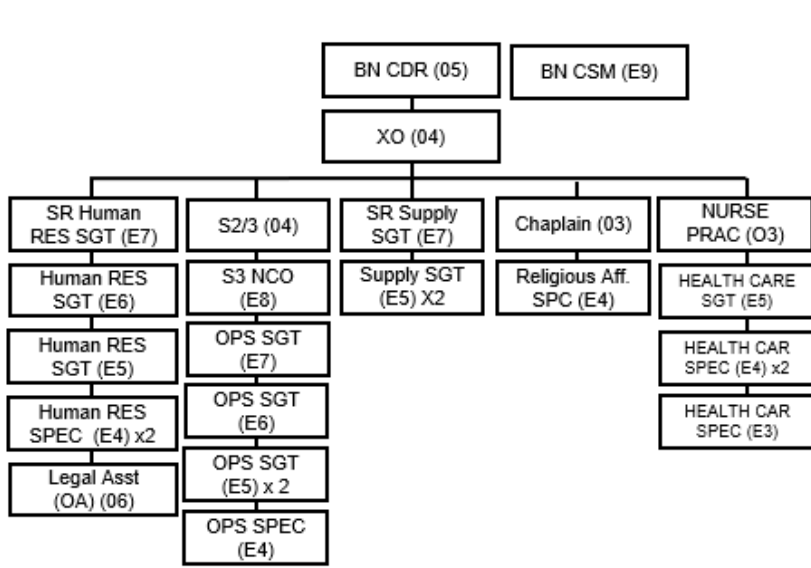 BN CDR (05)
BN CSM (E9)
XO (04)
SR Human
RES SGT (E7)
Human RES
SGT (E6)
Human RES
SGT (E5)
Human RES
SPEC (E4) x2
Legal Asst
(OA) (06)
S2/3 (04)
S3 NCO
(E8)
OPS SGT
(E7)
OPS SGT
(E6)
OPS SGT
(E5) x 2
OPS SPEC
(E4)
SR Supply
SGT (E7)
Supply SGT
(E5) X2
Chaplain (03)
Religious Aff.
SPC (E4)
NURSE
PRAC (O3)
HEALTH CARE
SGT (E5)
HEALTH CAR
SPEC (E4) x2
HEALTH CAR
SPEC (E3)